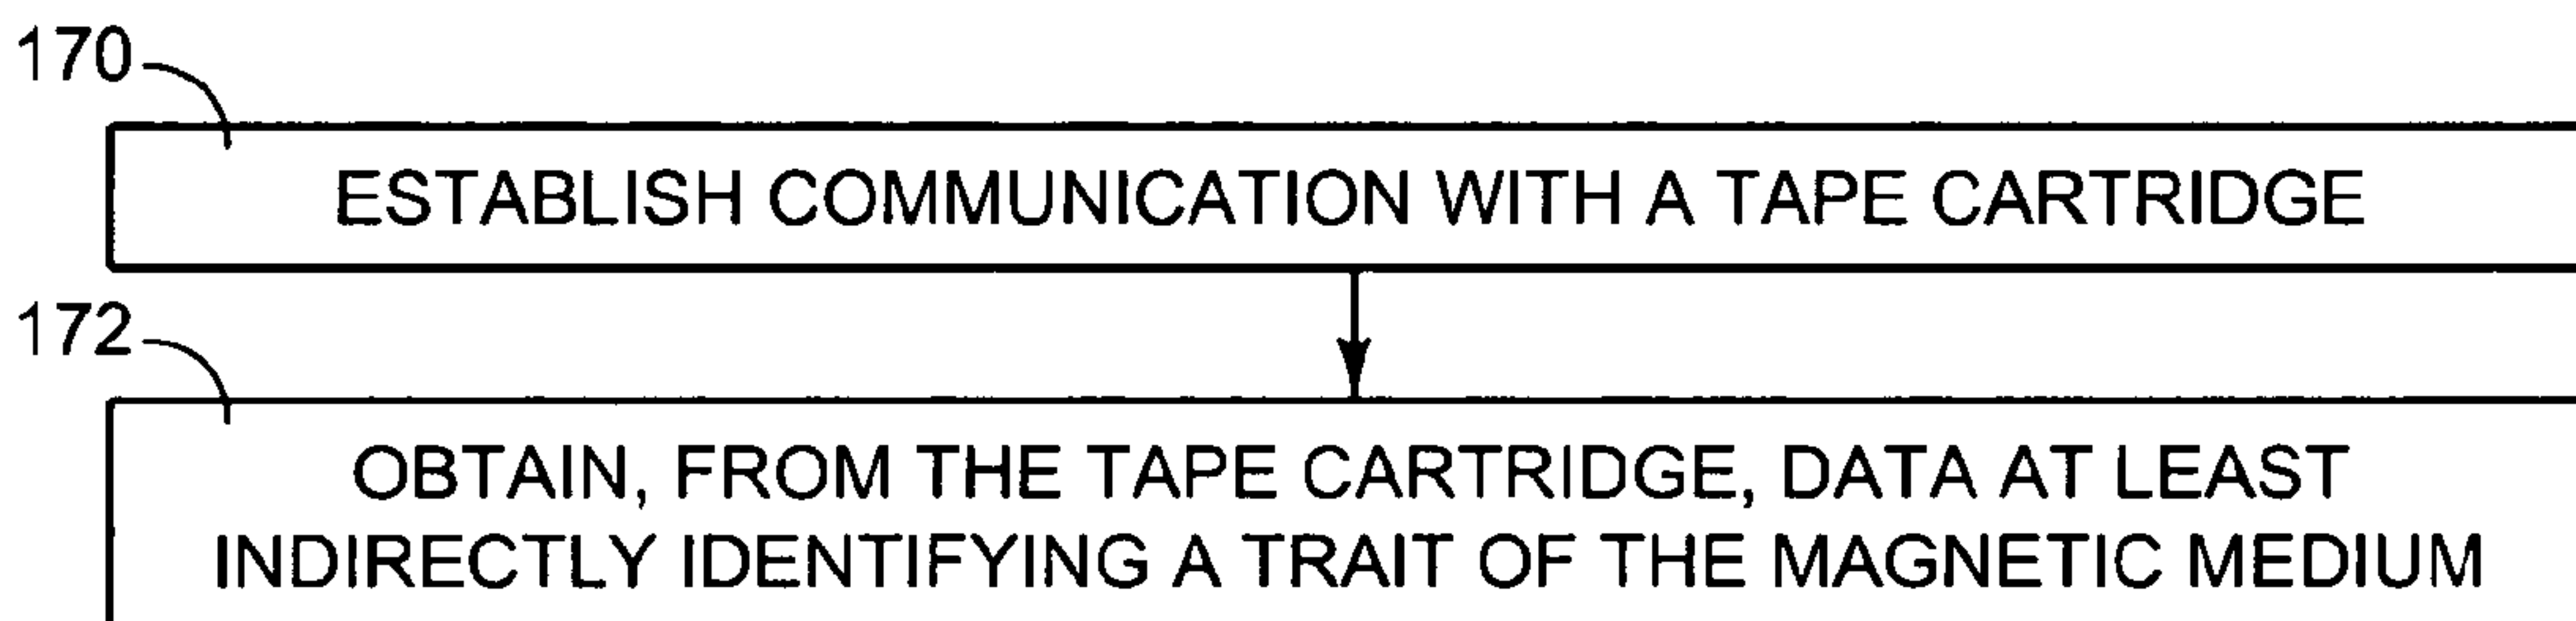 170
ESTABLISH COMMUNICATION WITH A TAPE CARTRIDGE
172
OBTAIN, FROM THE TAPE CARTRIDGE, DATA AT LEAST
INDIRECTLY IDENTIFYING A TRAIT OF THE MAGNETIC MEDIUM